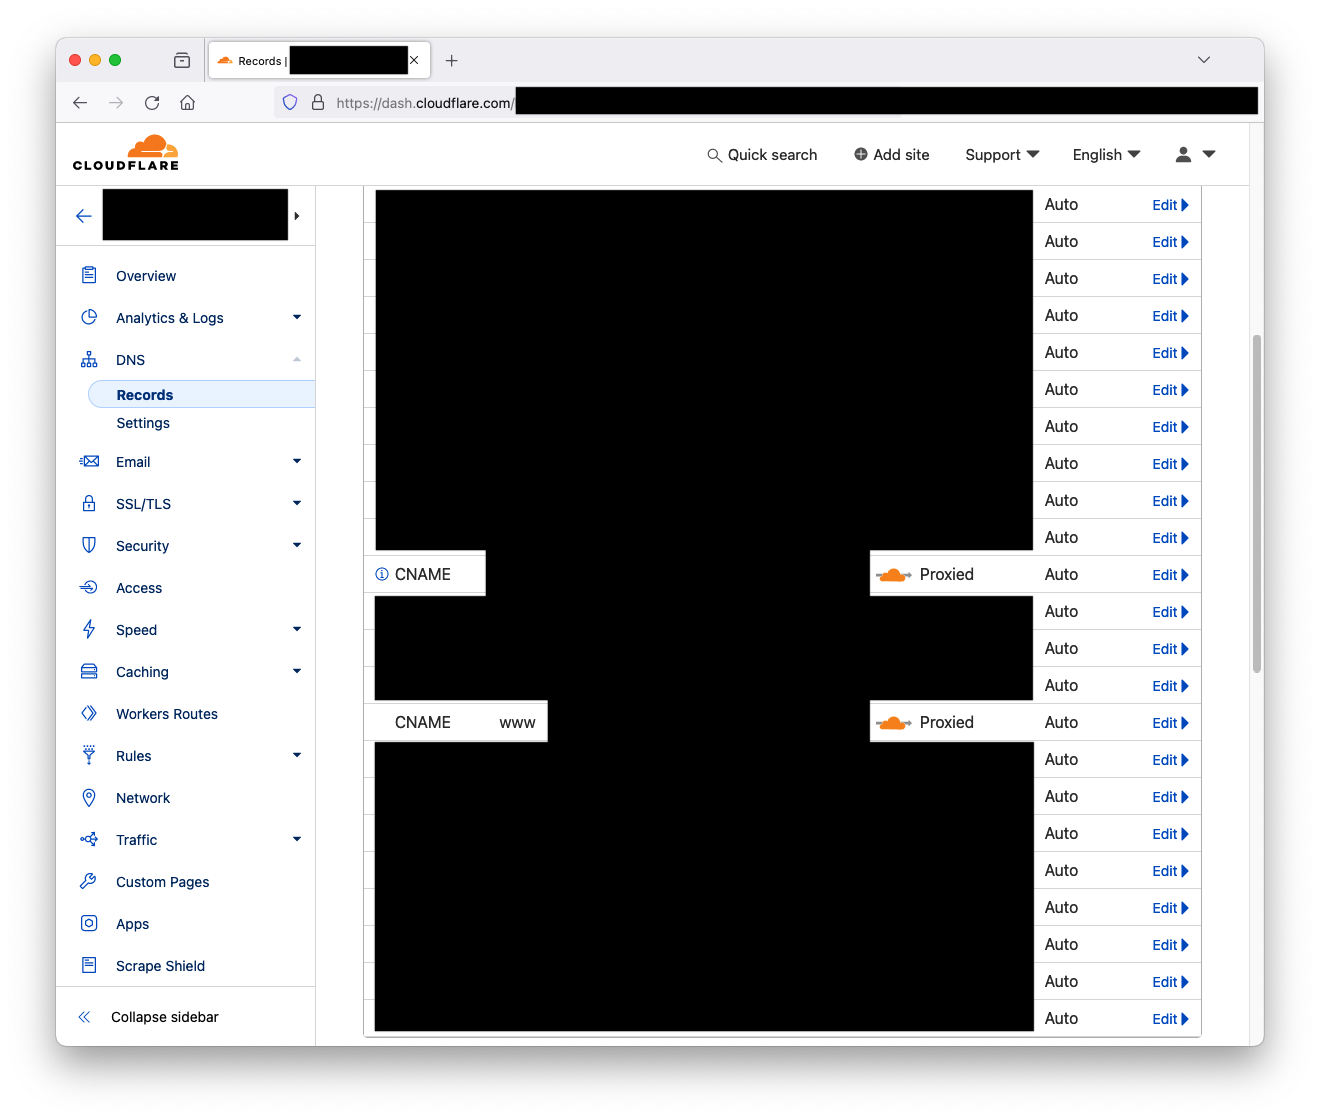 Records |
https://dash.cloudflare.com/
CLOUDFLARE
Quick search
Add site
Support
English
Overview
Analytics & Logs
DNS
Records
Settings
Email
SSL/TLS
Security
Access
Speed
Caching
Workers Routes
Rules
Network
Traffic
Custom Pages
Apps
Scrape Shield
Collapse sidebar
Auto Edit
Auto Edit
Auto Edit
Auto Edit
Auto Edit
Auto Edit
Auto Edit
Auto Edit
Auto Edit
Auto Edit
CNAME Proxied Auto Edit
Auto Edit
Auto Edit
Auto Edit
CNAME www Proxied Auto Edit
Auto Edit
Auto Edit
Auto Edit
Auto Edit
Auto Edit
Auto Edit
Auto Edit
Auto Edit